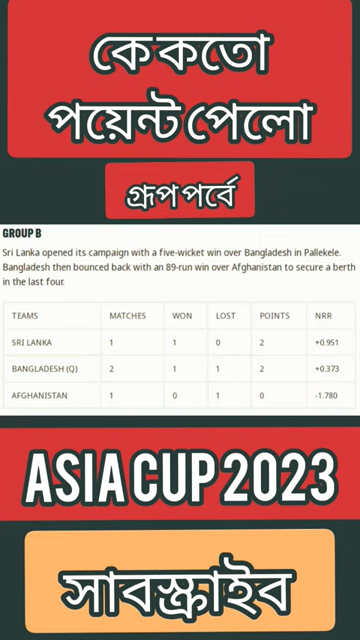 কে কতো
পয়েন্ট পেলো
গ্রূপ পর্বে
GROUP B
Sri Lanka opened its campaign with a five-wicket win over Bangladesh in Pallekele.
Bangladesh then bounced back with an 89-run win over Afghanistan to secure a berth
in the last four.
TEAMS MATCHES WON LOST POINTS NRR
SRI LANKA 1 1 0 2 +0.951
BANGLADESH (Q) 2 1 1 2 +0.373
AFGHANISTAN 1 0 1 0 -1.780
ASIA CUP 2023
সাবস্ক্রাইব